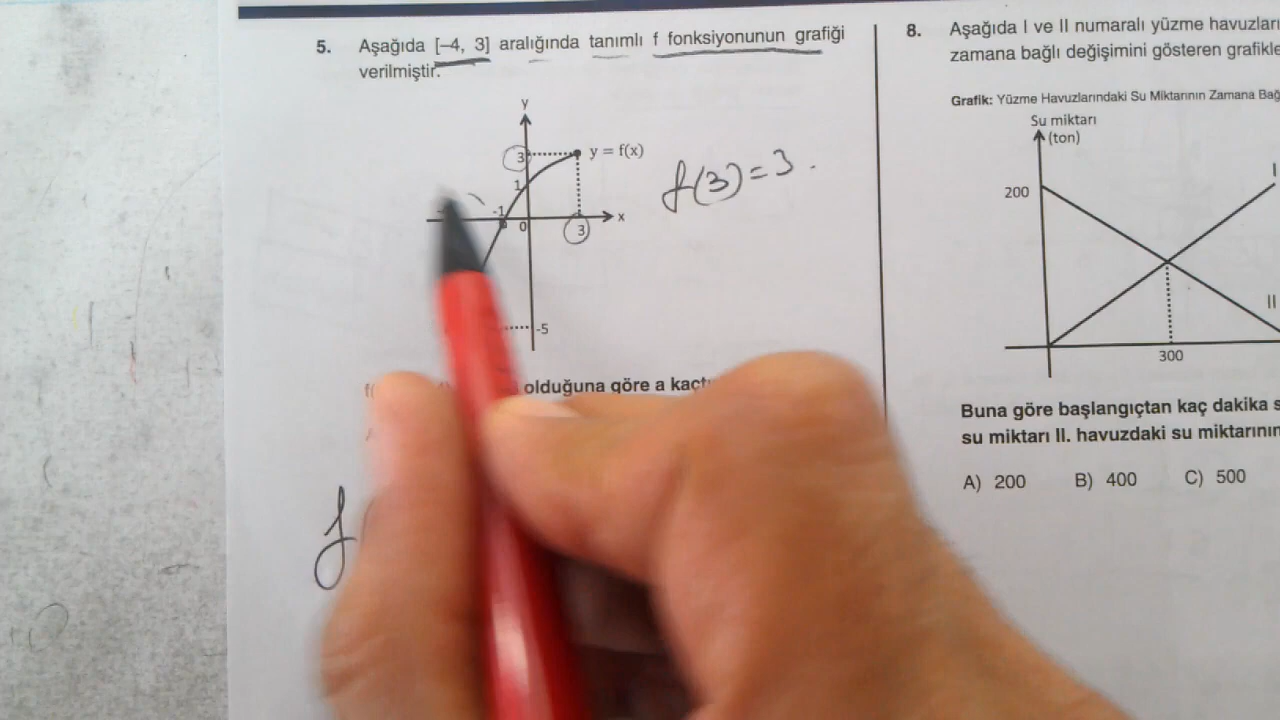 5. Aşağıda [–4, 3] aralığında tanımlı f fonksiyonunun grafiği
verilmiştir.
y
3
y = f(x)
1
-1
0
3
x
-5
f(3)=3.
olduğuna göre a kaçtı
f
8. Aşağıda I ve II numaralı yüzme havuzları
zamana bağlı değişimini gösteren grafikle
Grafik: Yüzme Havuzlarındaki Su Miktarının Zamana Bağ
Su miktarı
(ton)
200
I
II
300
Buna göre başlangıçtan kaç dakika s
su miktarı II. havuzdaki su miktarının
A) 200 B) 400 C) 500